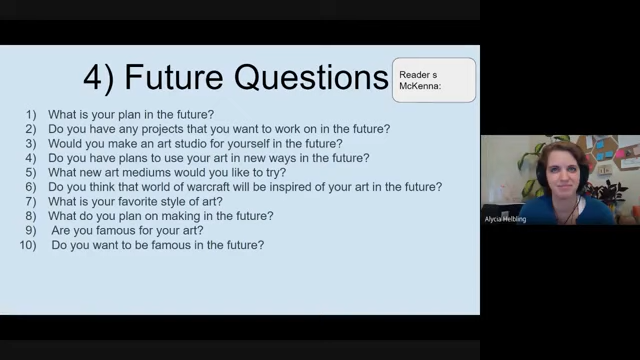 4) Future Questions
Reader s
McKenna:
1) What is your plan in the future?
2) Do you have any projects that you want to work on in the future?
3) Would you make an art studio for yourself in the future?
4) Do you have plans to use your art in new ways in the future?
5) What new art mediums would you like to try?
6) Do you think that world of warcraft will be inspired of your art in the future?
7) What is your favorite style of art?
8) What do you plan on making in the future?
9) Are you famous for your art?
10) Do you want to be famous in the future?
Alycia Helbling